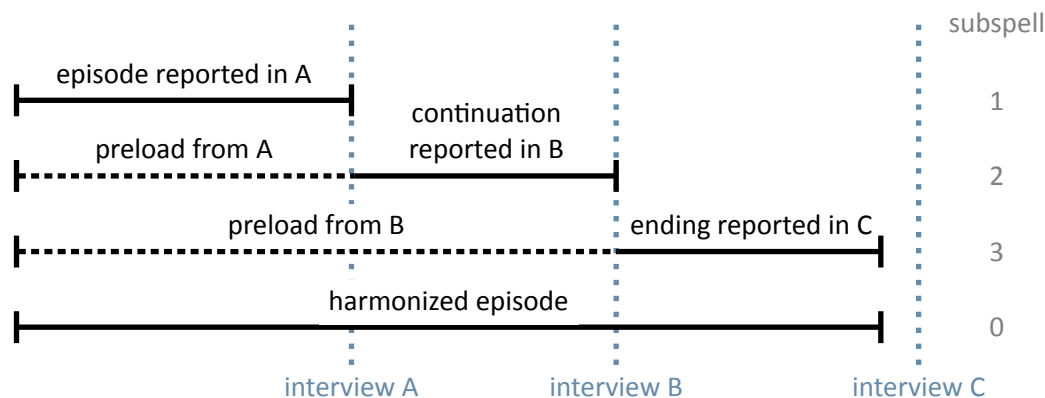 subspell
episode reported in A
1
continuation
reported in B
preload from A
2
preload from B
ending reported in C
3
harmonized episode
0
interview A
interview B
interview C